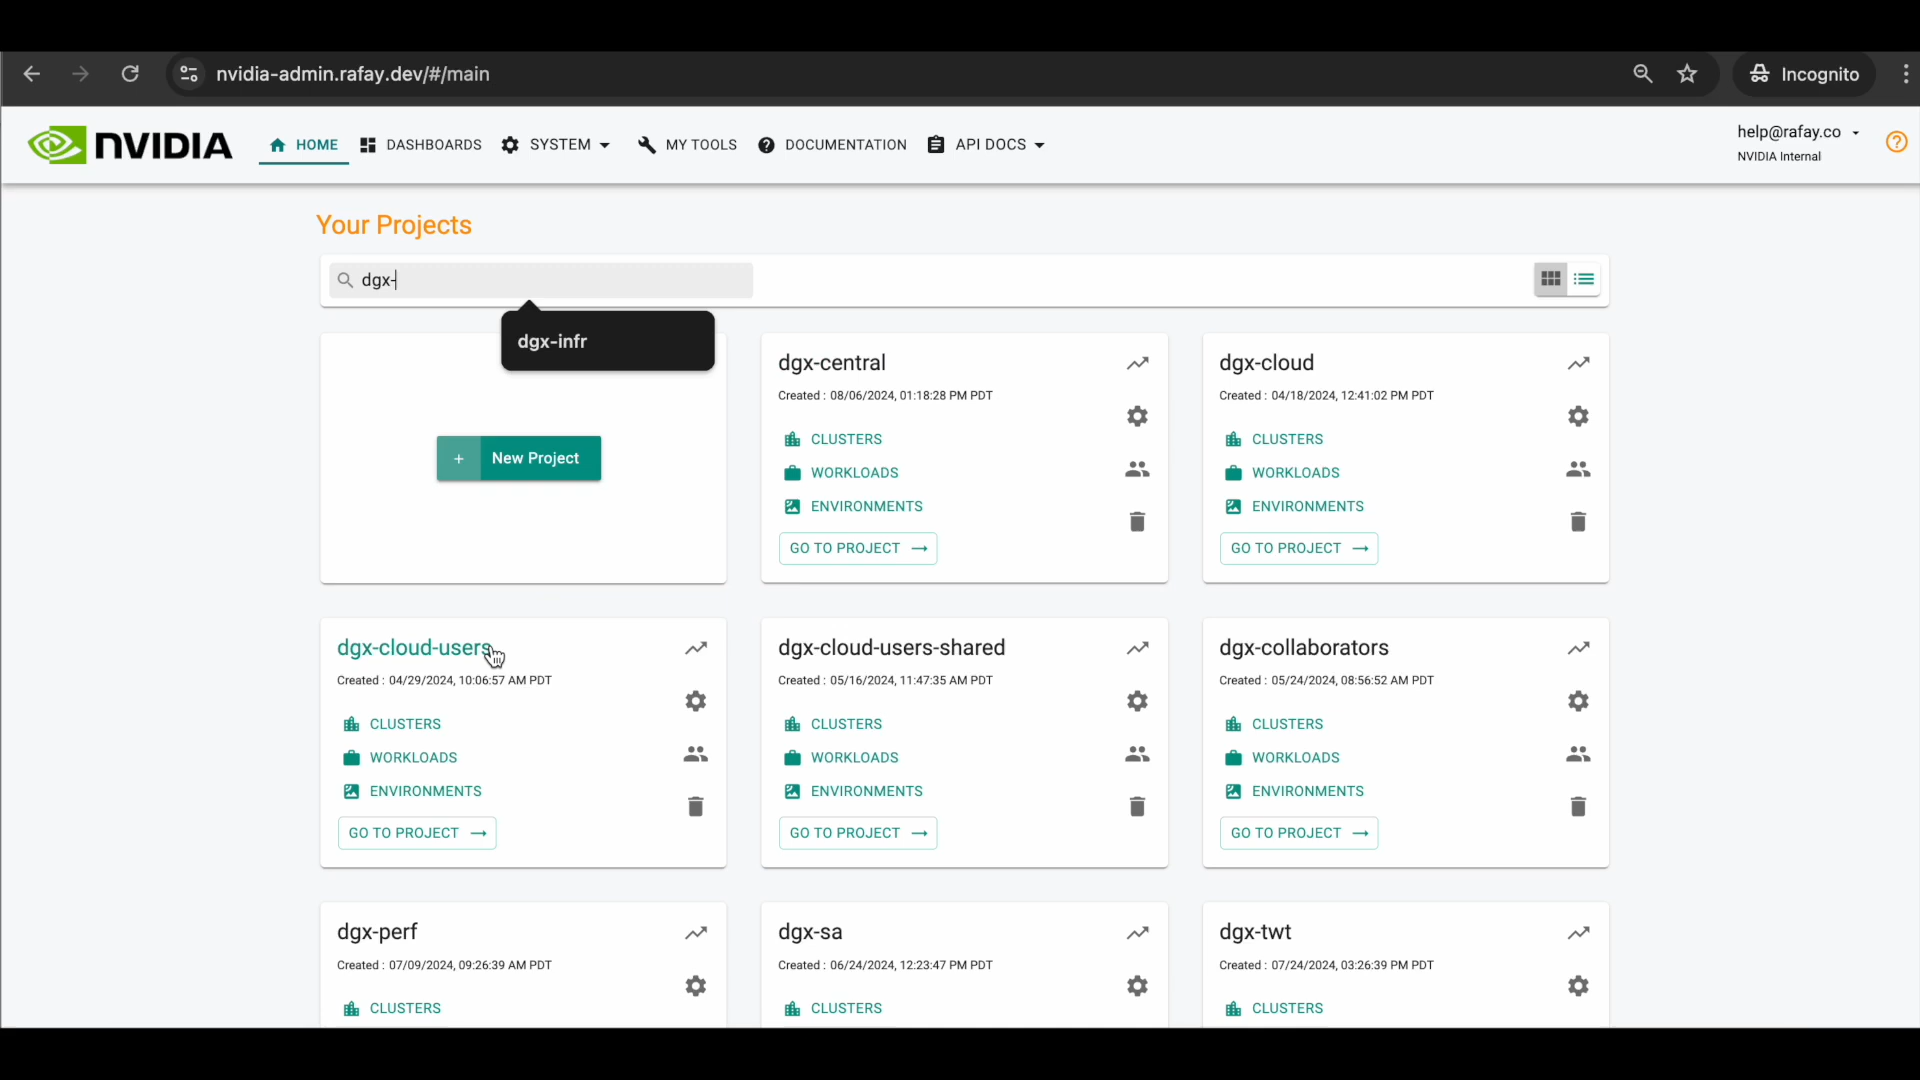 nvidia-admin.rafay.dev/#/main
Incognito
NVIDIA
HOME
DASHBOARDS
SYSTEM
MY TOOLS
DOCUMENTATION
API DOCS
help@rafay.co
NVIDIA Internal
Your Projects
dgx-
dgx-infr
+ New Project
dgx-central
Created : 08/06/2024, 01:18:28 PM PDT
CLUSTERS
WORKLOADS
ENVIRONMENTS
GO TO PROJECT →
dgx-cloud
Created : 04/18/2024, 12:41:02 PM PDT
CLUSTERS
WORKLOADS
ENVIRONMENTS
GO TO PROJECT →
dgx-cloud-users
Created : 04/29/2024, 10:06:57 AM PDT
CLUSTERS
WORKLOADS
ENVIRONMENTS
GO TO PROJECT →
dgx-cloud-users-shared
Created : 05/16/2024, 11:47:35 AM PDT
CLUSTERS
WORKLOADS
ENVIRONMENTS
GO TO PROJECT →
dgx-collaborators
Created : 05/24/2024, 08:56:52 AM PDT
CLUSTERS
WORKLOADS
ENVIRONMENTS
GO TO PROJECT →
dgx-perf
Created : 07/09/2024, 09:26:39 AM PDT
CLUSTERS
dgx-sa
Created : 06/24/2024, 12:23:47 PM PDT
CLUSTERS
dgx-twt
Created : 07/24/2024, 03:26:39 PM PDT
CLUSTERS